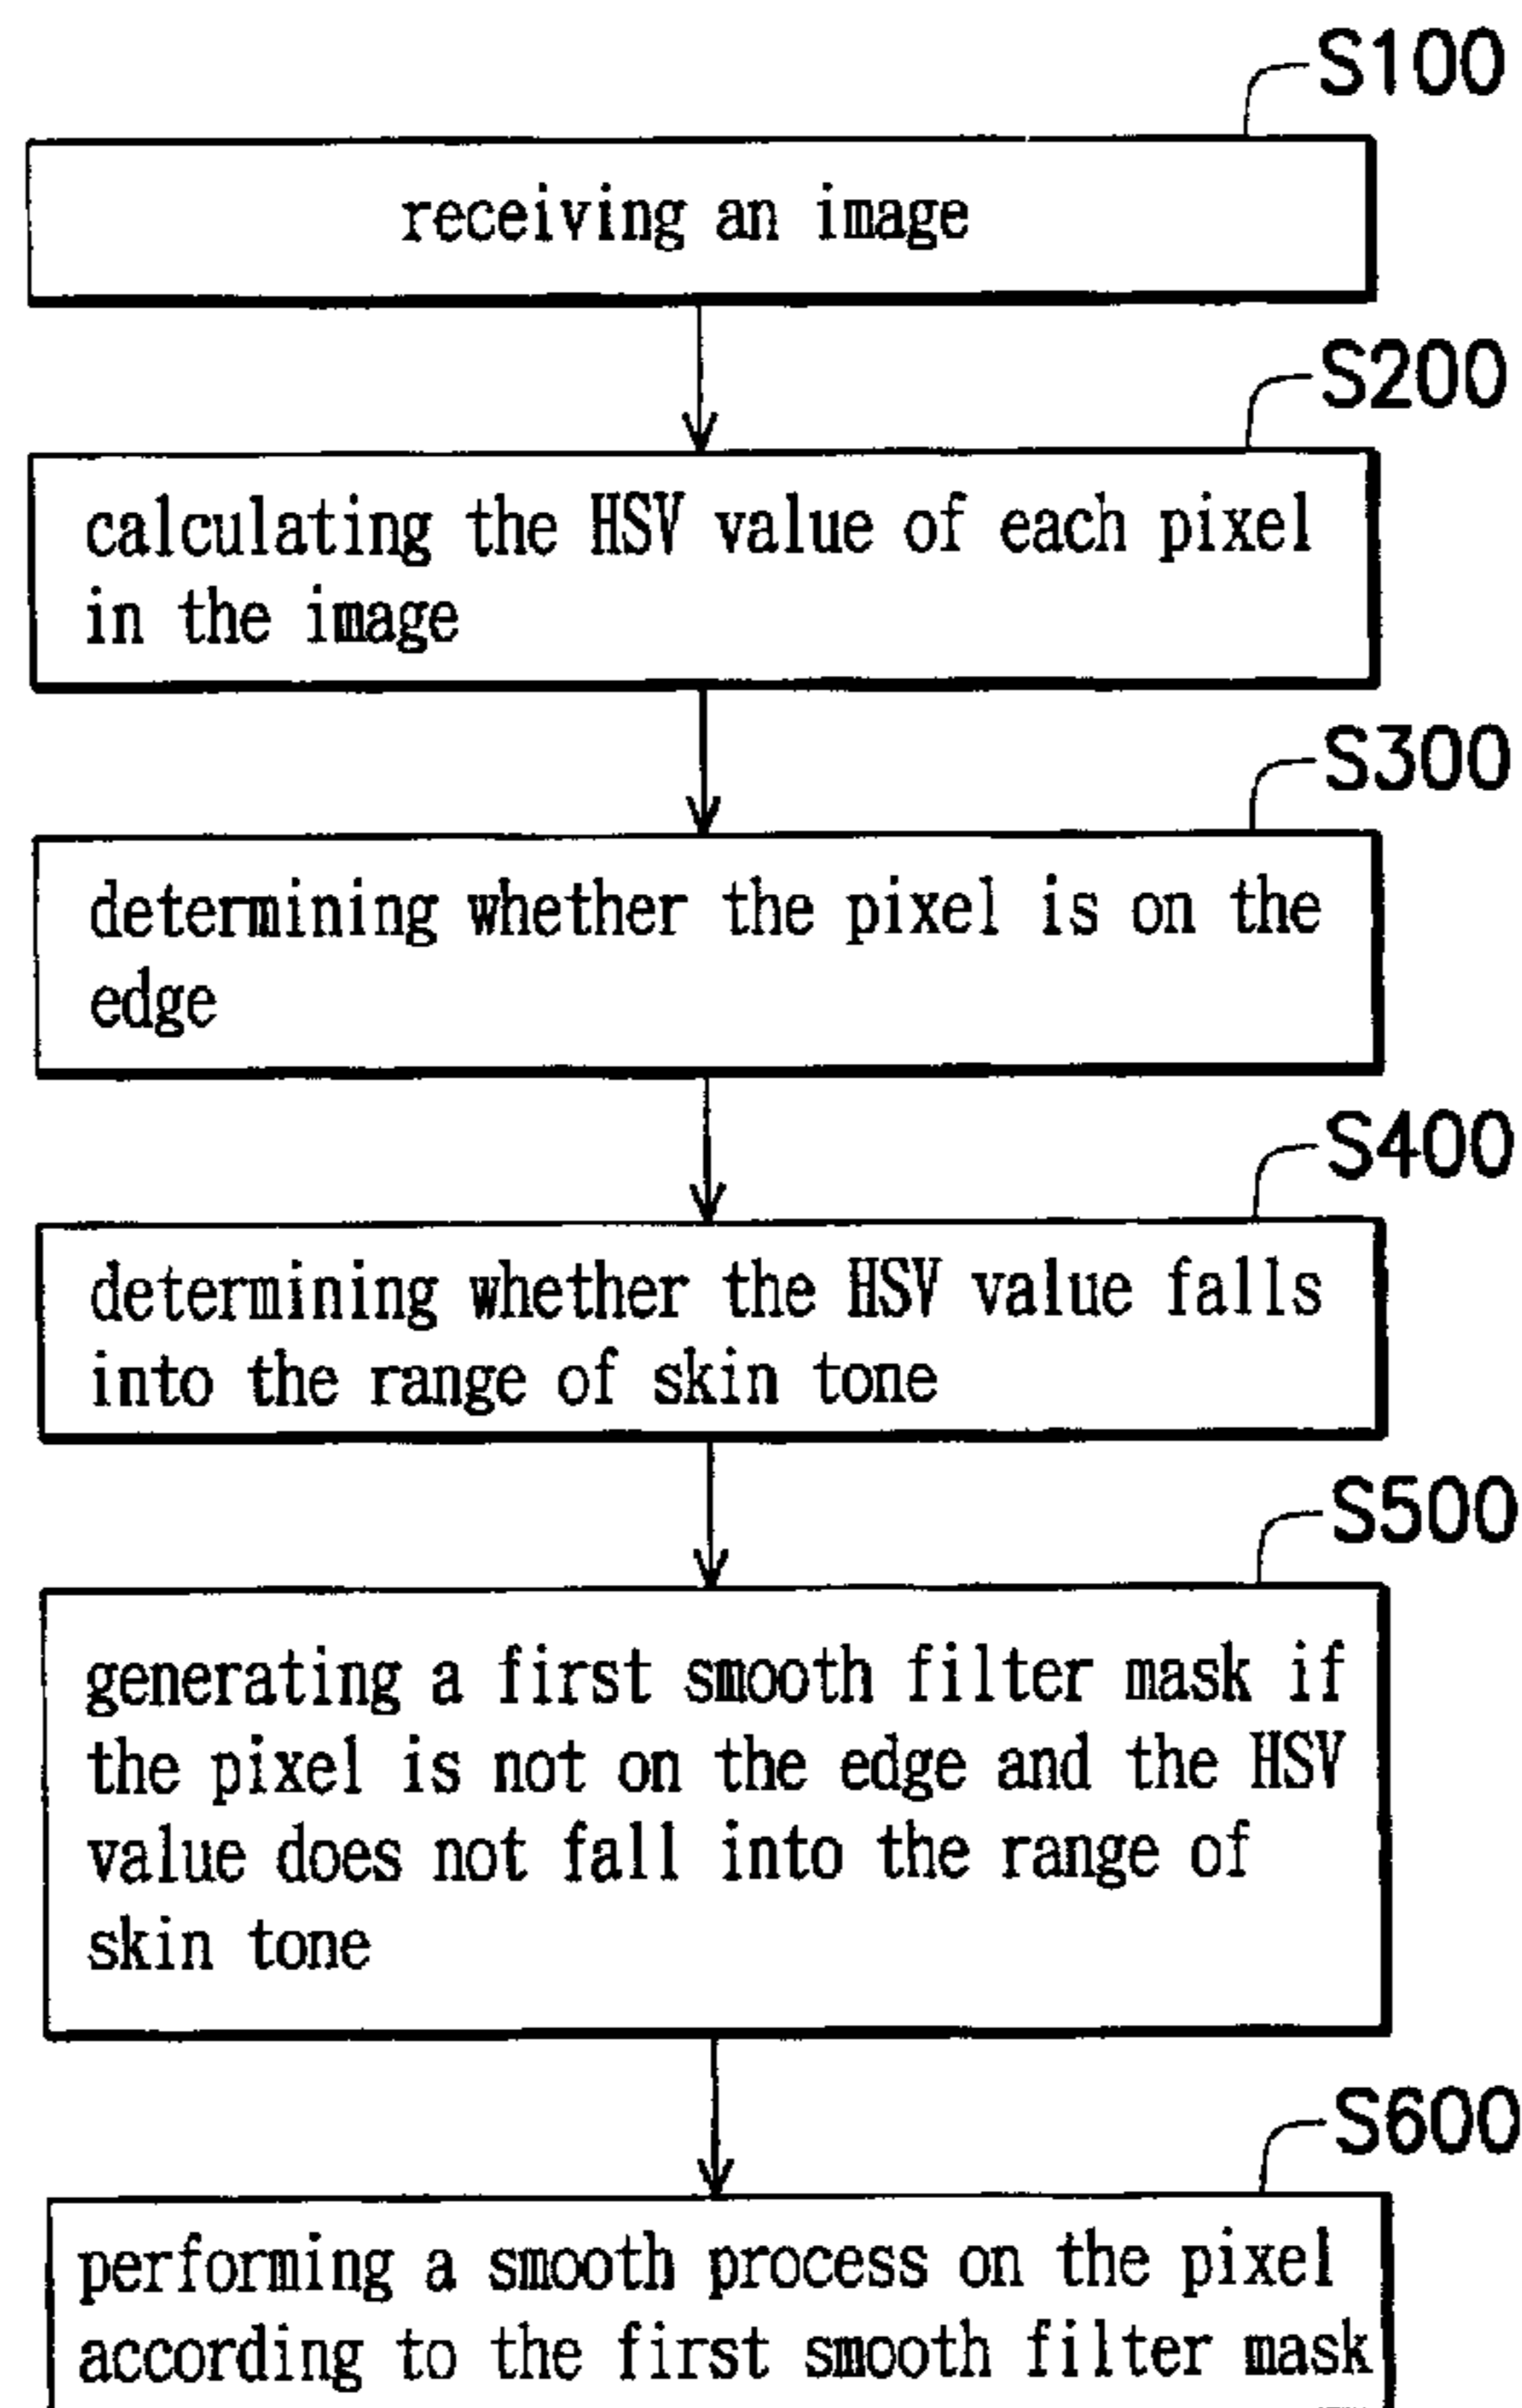 S100
receiving an image
S200
calculating the HSV value of each pixel
in the image
S300
determining whether the pixel is on the
edge
S400
determining whether the HSV value falls
into the range of skin tone
S500
generating a first smooth filter mask if
the pixel is not on the edge and the HSV
value does not fall into the range of
skin tone
S600
performing a smooth process on the pixel
according to the first smooth filter mask